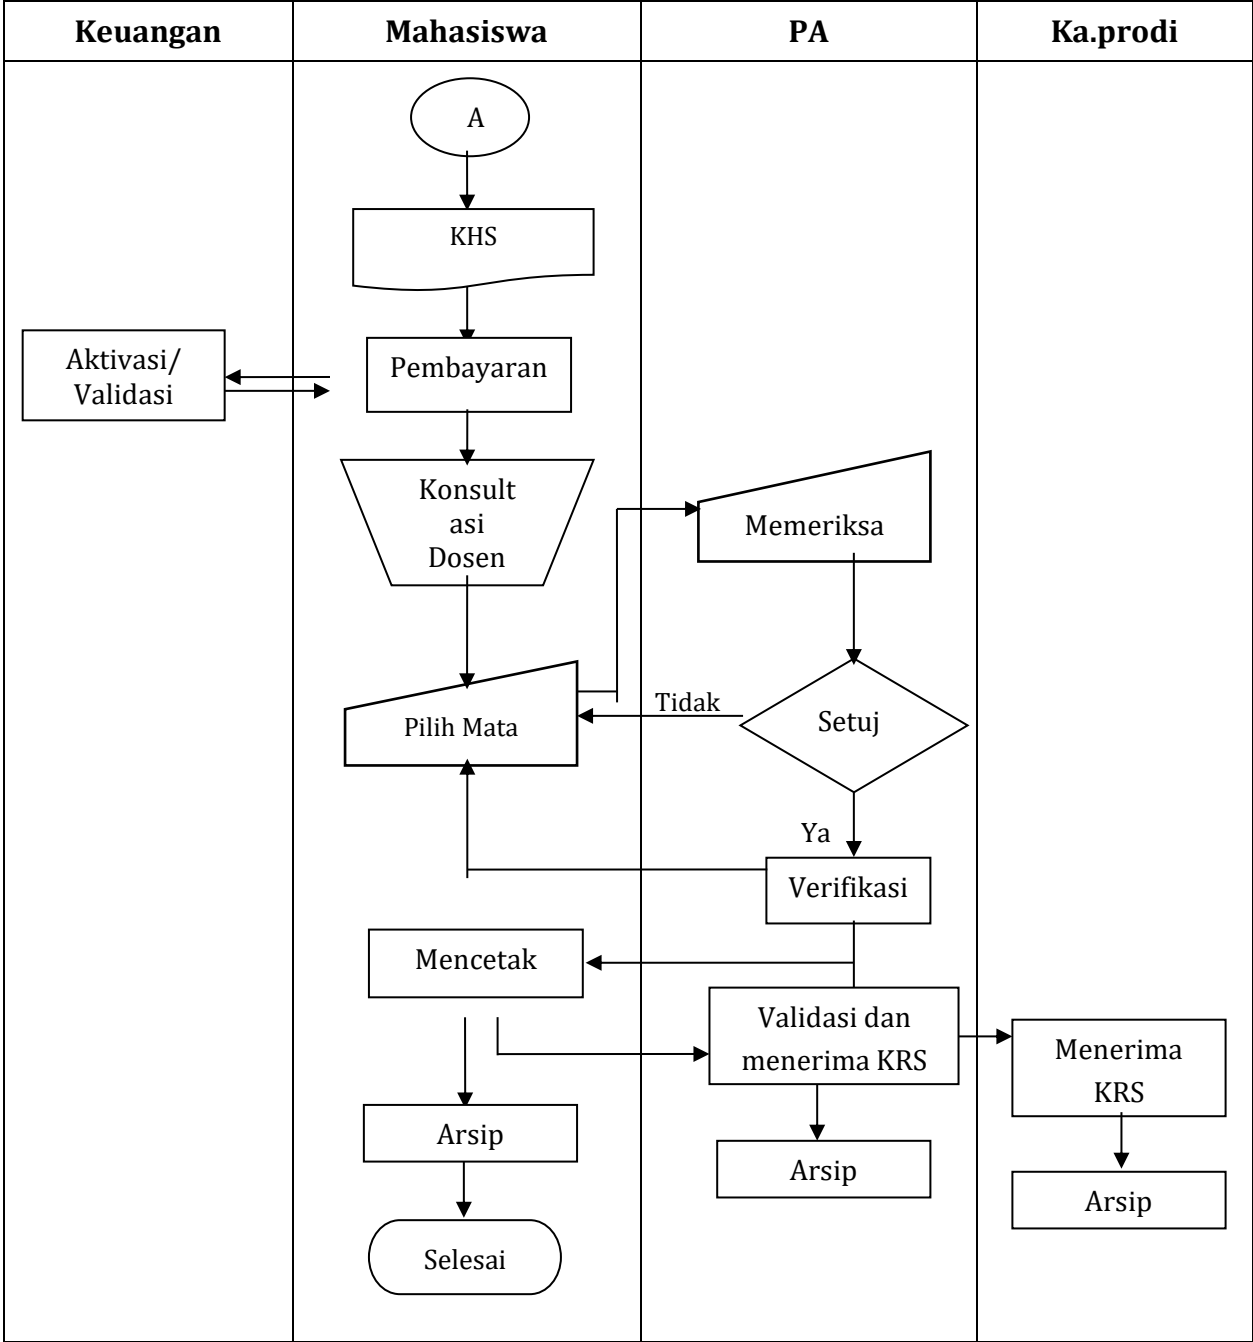 Keuangan
Mahasiswa
PA
Ka.prodi
A
KHS
Aktivasi/
Validasi
Pembayaran
Konsult
asi
Dosen
Memeriksa
Pilih Mata
Tidak
Setuj
Ya
Verifikasi
Mencetak
Validasi dan
menerima KRS
Menerima
KRS
Arsip
Arsip
Arsip
Selesai